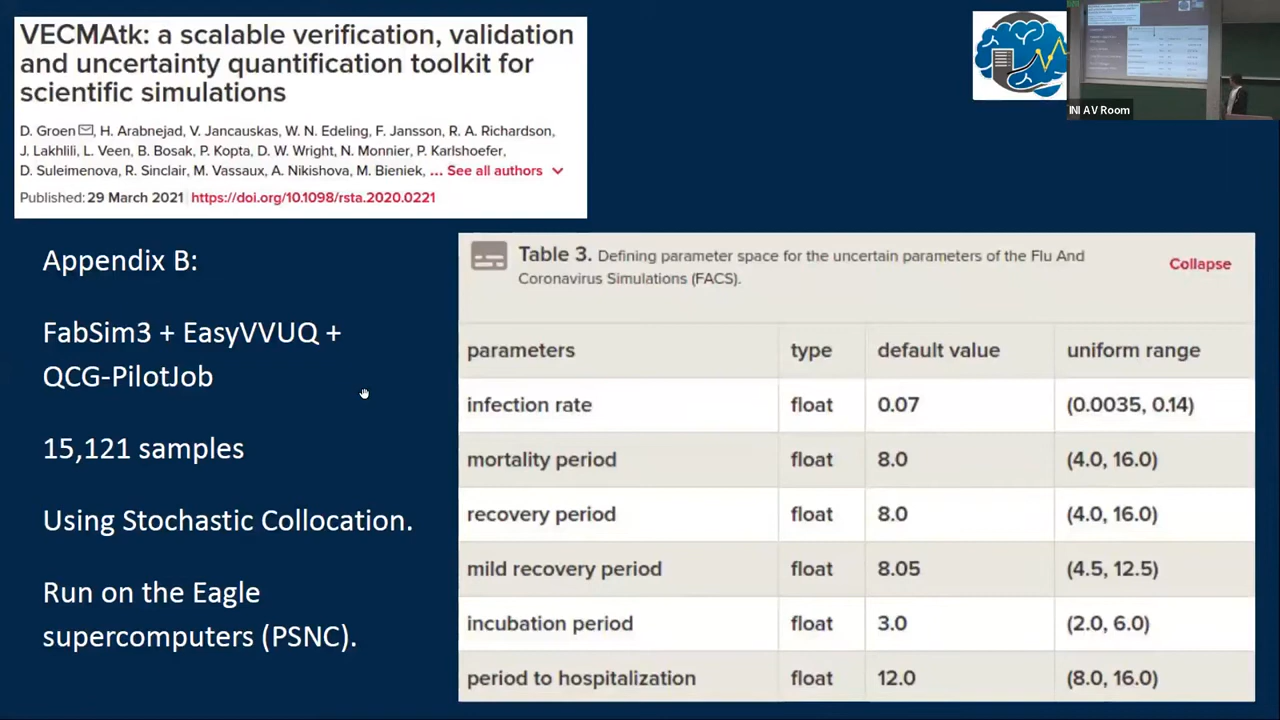 VECMAtk: a scalable verification, validation
and uncertainty quantification toolkit for
scientific simulations
D. Groen, H. Arabnejad, V. Jancauskas, W. N. Edeling, F. Jansson, R. A. Richardson,
J. Lakhlili, L. Veen, B. Bosak, P. Kopta, D. W. Wright, N. Monnier, P. Karlshoefer,
D. Suleimenova, R. Sinclair, M. Vassaux, A. Nikishova, M. Bieniek, ... See all authors
Published: 29 March 2021 https://doi.org/10.1098/rsta.2020.0221
INI AV Room
Appendix B:
FabSim3 + EasyVVUQ +
QCG-PilotJob
15,121 samples
Using Stochastic Collocation.
Run on the Eagle
supercomputers (PSNC).
Table 3. Defining parameter space for the uncertain parameters of the Flu And
Coronavirus Simulations (FACS).
Collapse
parameters type default value uniform range
infection rate float 0.07 (0.0035, 0.14)
mortality period float 8.0 (4.0, 16.0)
recovery period float 8.0 (4.0, 16.0)
mild recovery period float 8.05 (4.5, 12.5)
incubation period float 3.0 (2.0, 6.0)
period to hospitalization float 12.0 (8.0, 16.0)